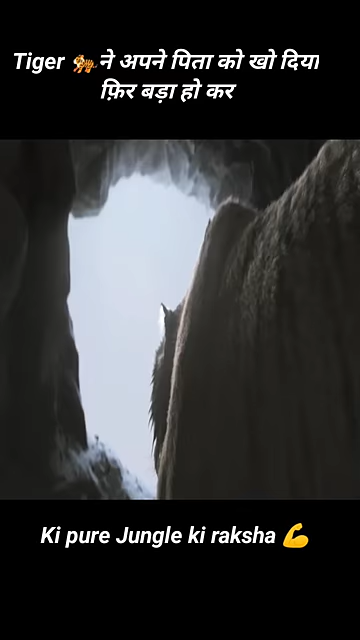 Tiger 🐅 ने अपने पिता को खो दिया
फ़िर बड़ा हो कर
Ki pure Jungle ki raksha 💪